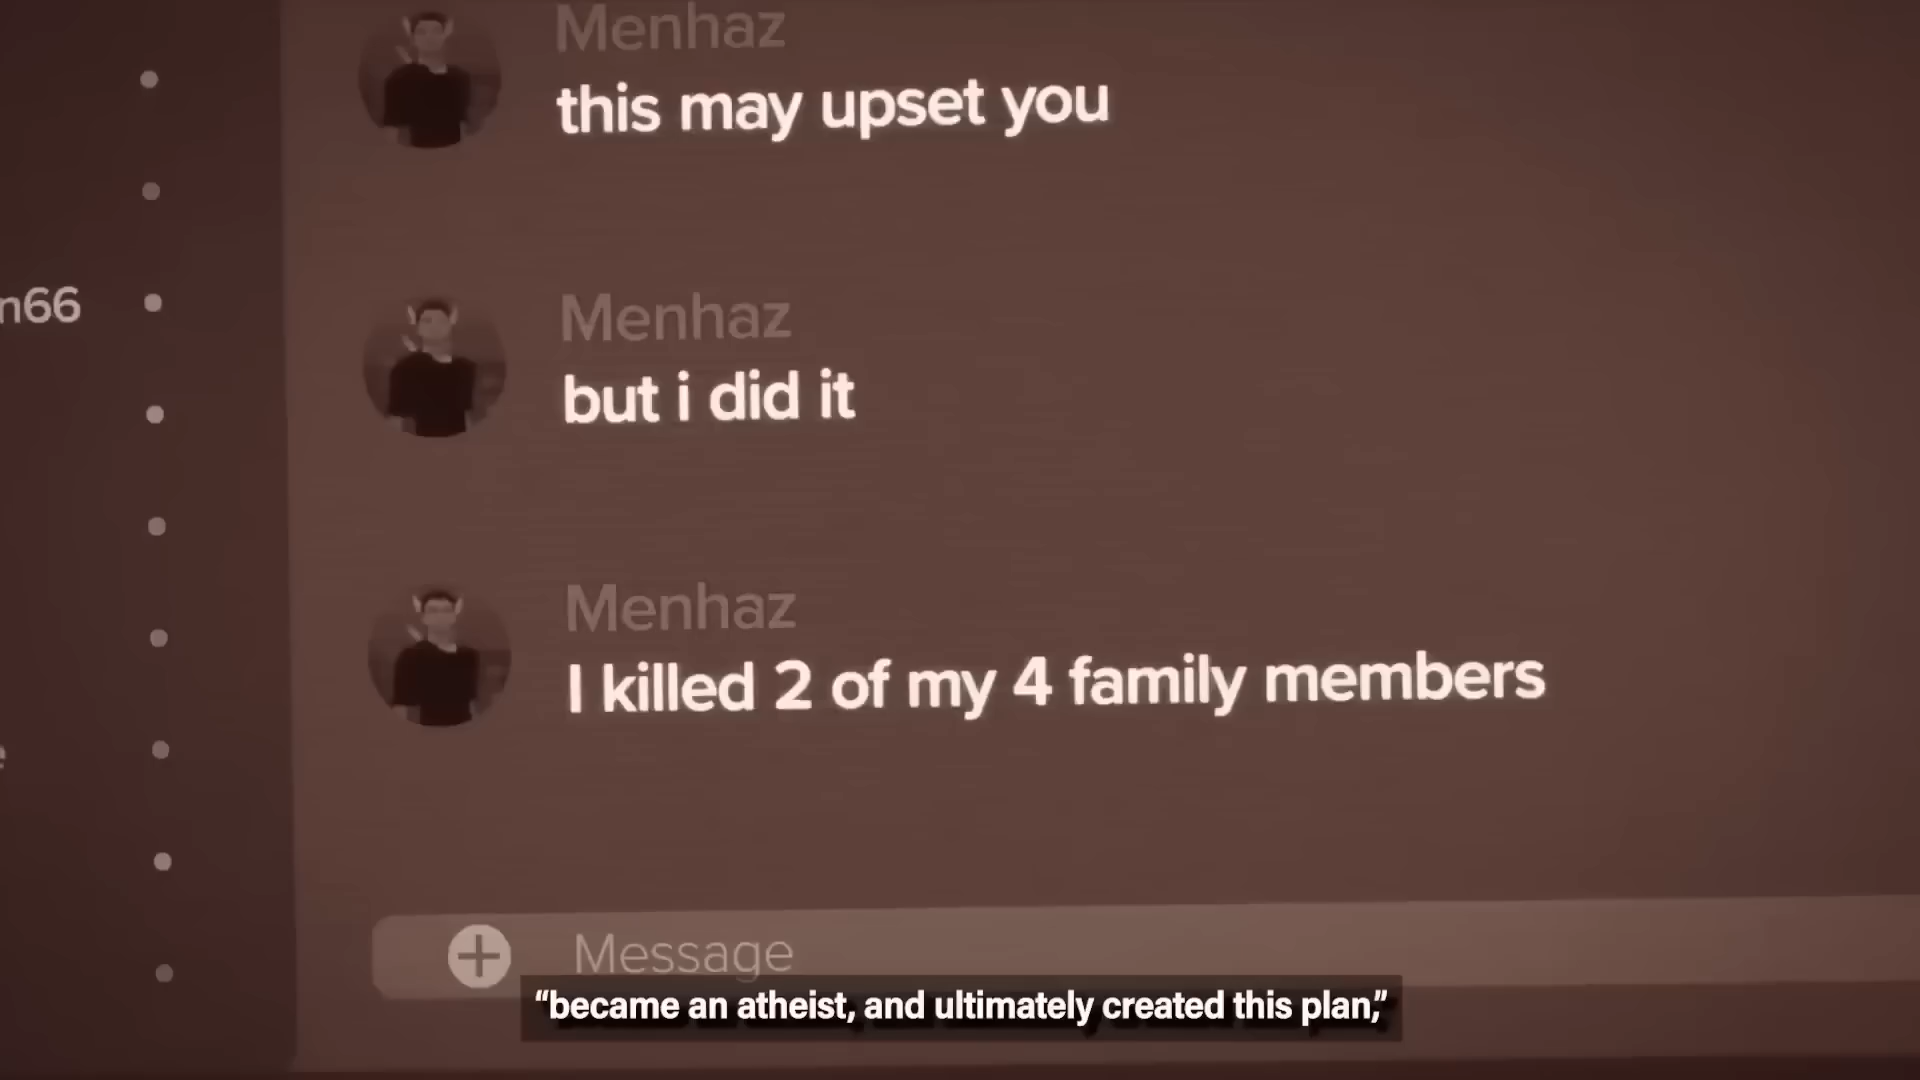 Menhaz
this may upset you
n66
Menhaz
but i did it
Menhaz
I killed 2 of my 4 family members
Message
“became an atheist, and ultimately created this plan,”